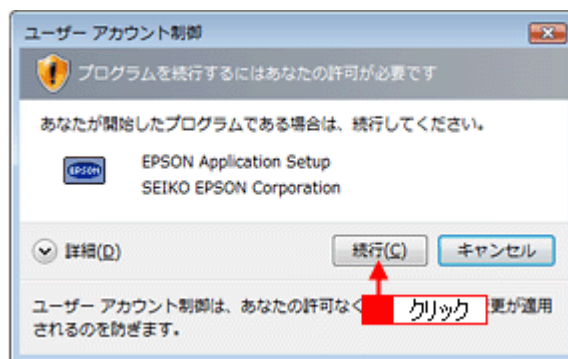 ユーザー アカウント制御
プログラムを続行するにはあなたの許可が必要です
あなたが開始したプログラムである場合は、続行してください。
EPSON
EPSON Application Setup
SEIKO EPSON Corporation
詳細(D)
続行(C)
キャンセル
ユーザー アカウント制御は、あなたの許可なく
クリック
更が適用
されるのを防ぎます。